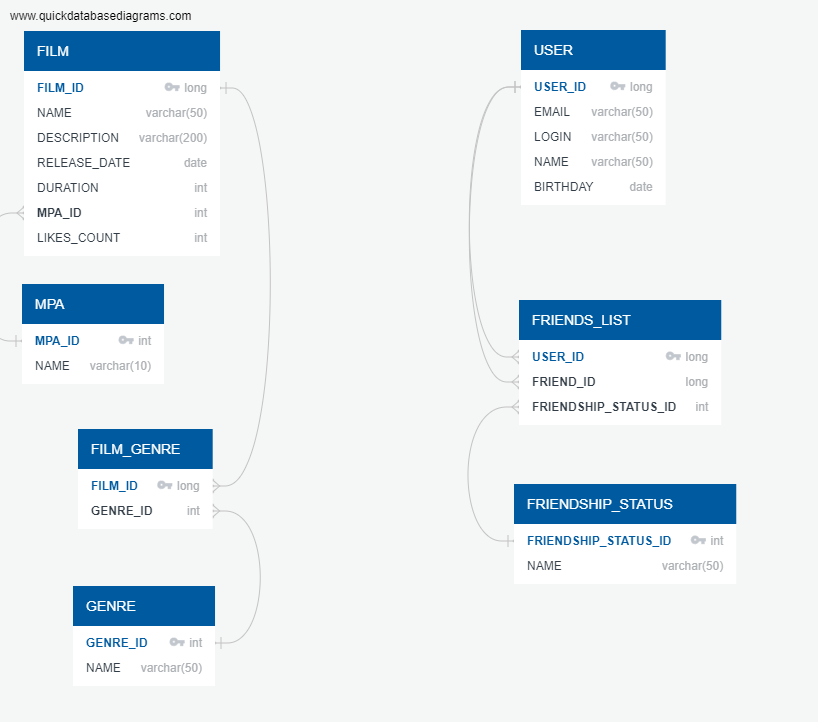 www.quickdatabasediagrams.com
FILM
FILM_ID long
NAME varchar(50)
DESCRIPTION varchar(200)
RELEASE_DATE date
DURATION int
MPA_ID int
LIKES_COUNT int
MPA
MPA_ID int
NAME varchar(10)
FILM_GENRE
FILM_ID long
GENRE_ID int
GENRE
GENRE_ID int
NAME varchar(50)
USER
USER_ID long
EMAIL varchar(50)
LOGIN varchar(50)
NAME varchar(50)
BIRTHDAY date
FRIENDS_LIST
USER_ID long
FRIEND_ID long
FRIENDSHIP_STATUS_ID int
FRIENDSHIP_STATUS
FRIENDSHIP_STATUS_ID int
NAME varchar(50)